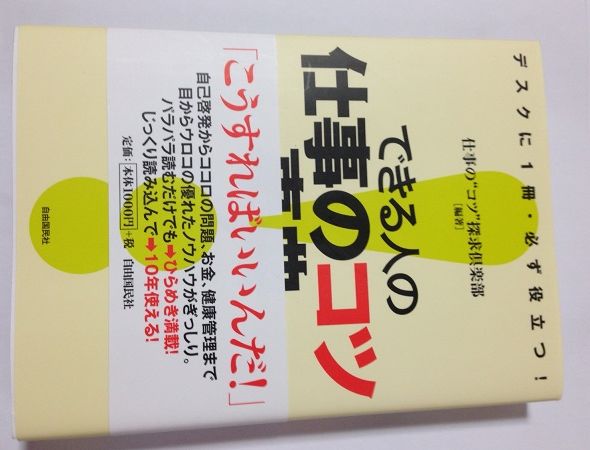 デスクに1冊・必ず役立つ!
仕事の“コツ”探求倶楽部
[編著]
できる人の
仕事のコツ
事典
「こうすればいいんだ!」
自己啓発からココロの問題、お金、健康管理まで
目からウロコの優れたノウハウがぎっしり。
パラパラ読むだけでも➡ひらめき満載!
じっくり読み込んで➡10年使える!
定価:本体1000円+税 自由国民社
自由国民社